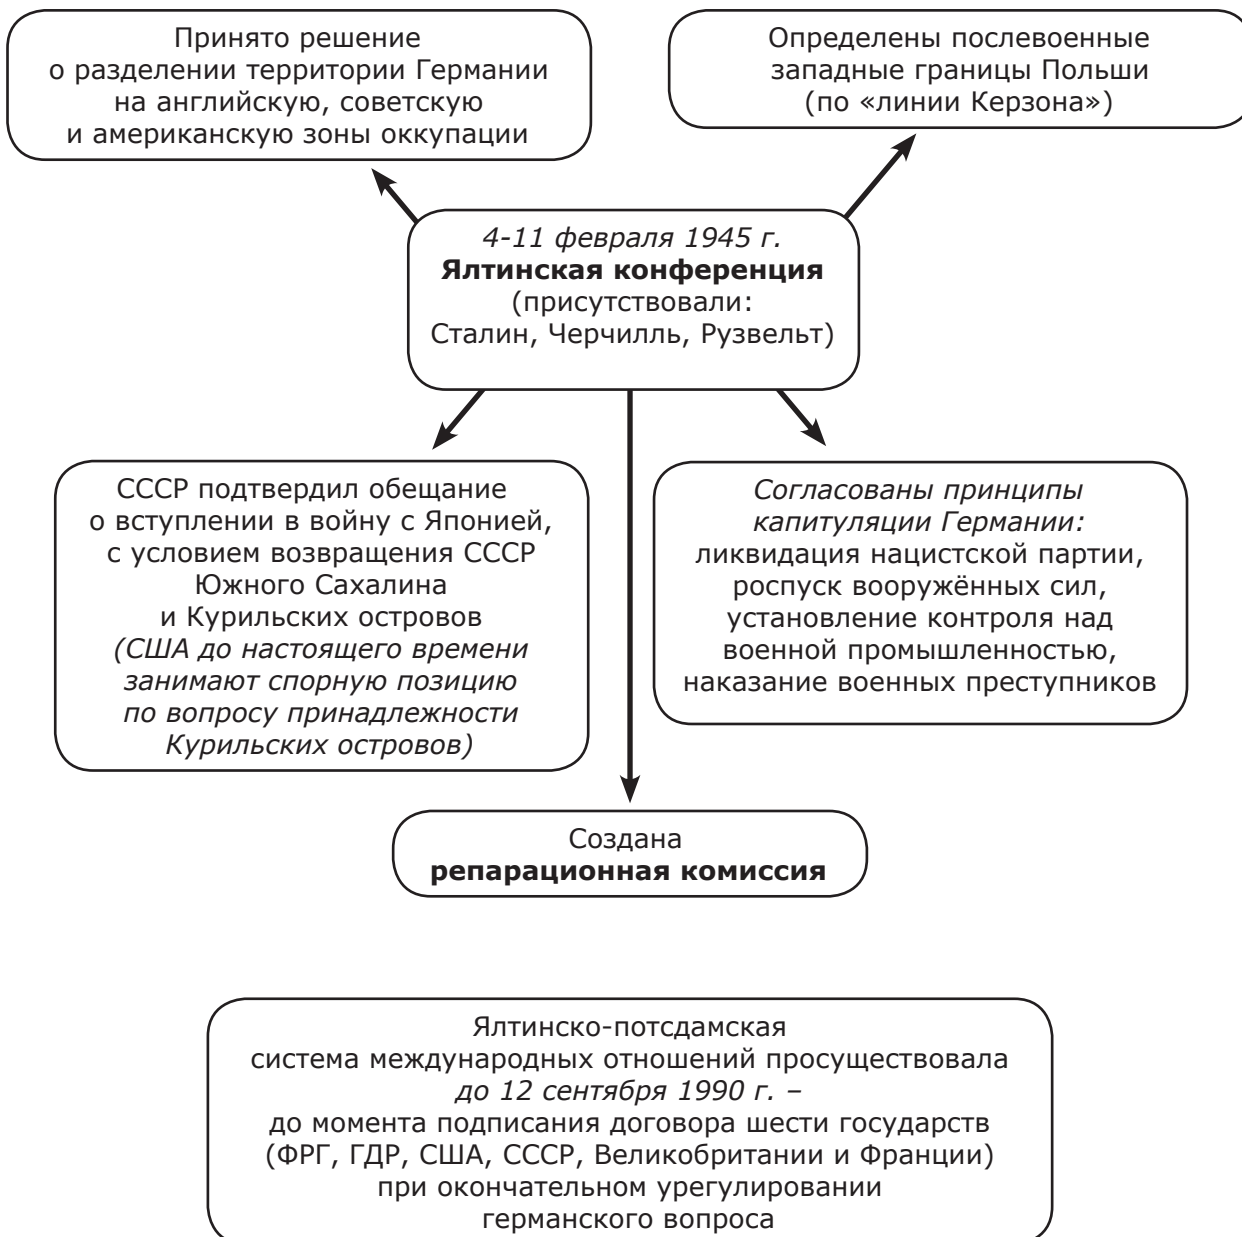 Принято решение
о разделении территории Германии
на английскую, советскую
и американскую зоны оккупации
Определены послевоенные
западные границы Польши
(по «линии Керзона»)
4-11 февраля 1945 г.
Ялтинская конференция
(присутствовали:
Сталин, Черчилль, Рузвельт)
СССР подтвердил обещание
о вступлении в войну с Японией,
с условием возвращения СССР
Южного Сахалина
и Курильских островов
(США до настоящего времени
занимают спорную позицию
по вопросу принадлежности
Курильских островов)
Согласованы принципы
капитуляции Германии:
ликвидация нацистской партии,
роспуск вооружённых сил,
установление контроля над
военной промышленностью,
наказание военных преступников
Создана
репарационная комиссия
Ялтинско-потсдамская
система международных отношений просуществовала
до 12 сентября 1990 г. –
до момента подписания договора шести государств
(ФРГ, ГДР, США, СССР, Великобритании и Франции)
при окончательном урегулировании
германского вопроса